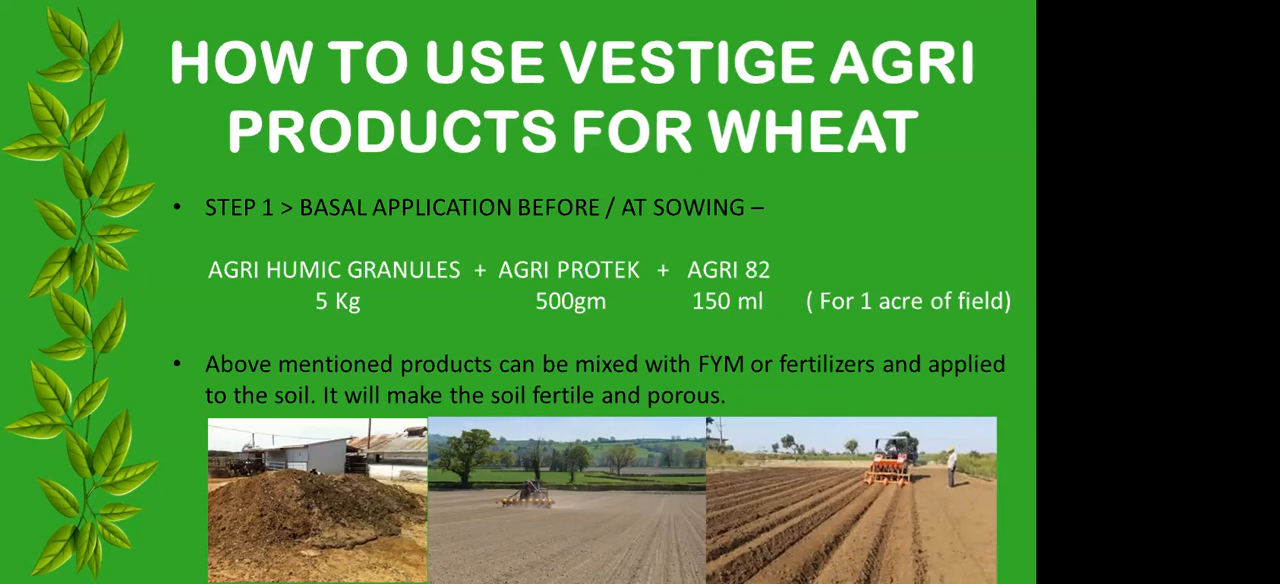 HOW TO USE VESTIGE AGRI
PRODUCTS FOR WHEAT
• STEP 1 > BASAL APPLICATION BEFORE / AT SOWING –
AGRI HUMIC GRANULES + AGRI PROTEK + AGRI 82
5 Kg 500gm 150 ml ( For 1 acre of field)
• Above mentioned products can be mixed with FYM or fertilizers and applied
to the soil. It will make the soil fertile and porous.